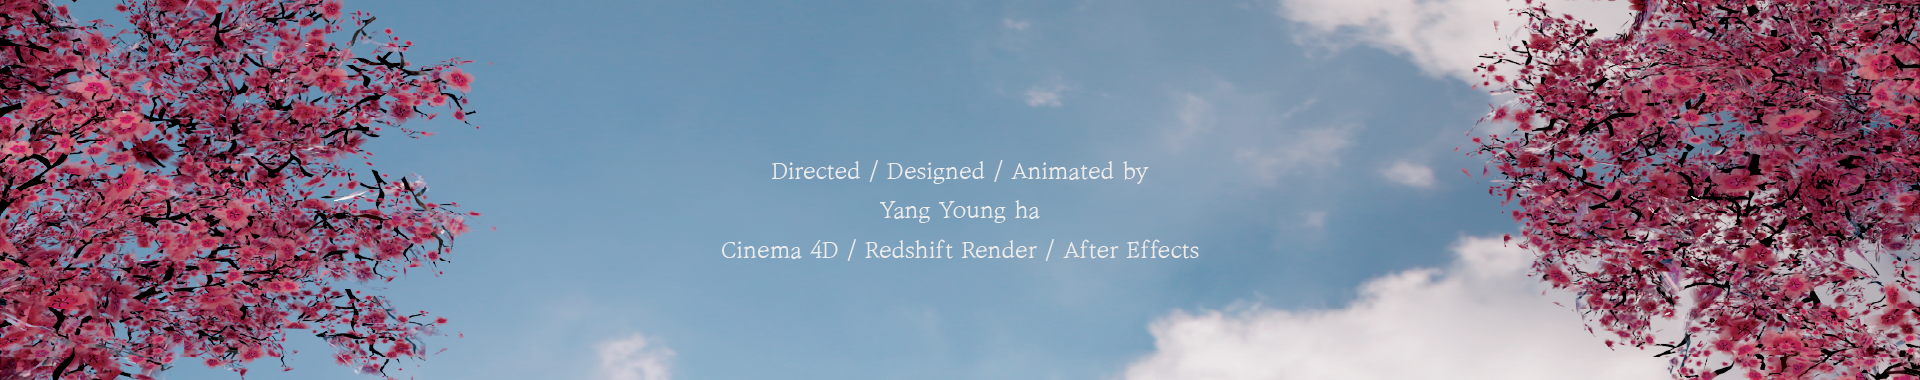 Directed / Designed / Animated by
Yang Young ha
Cinema 4D / Redshift Render / After Effects